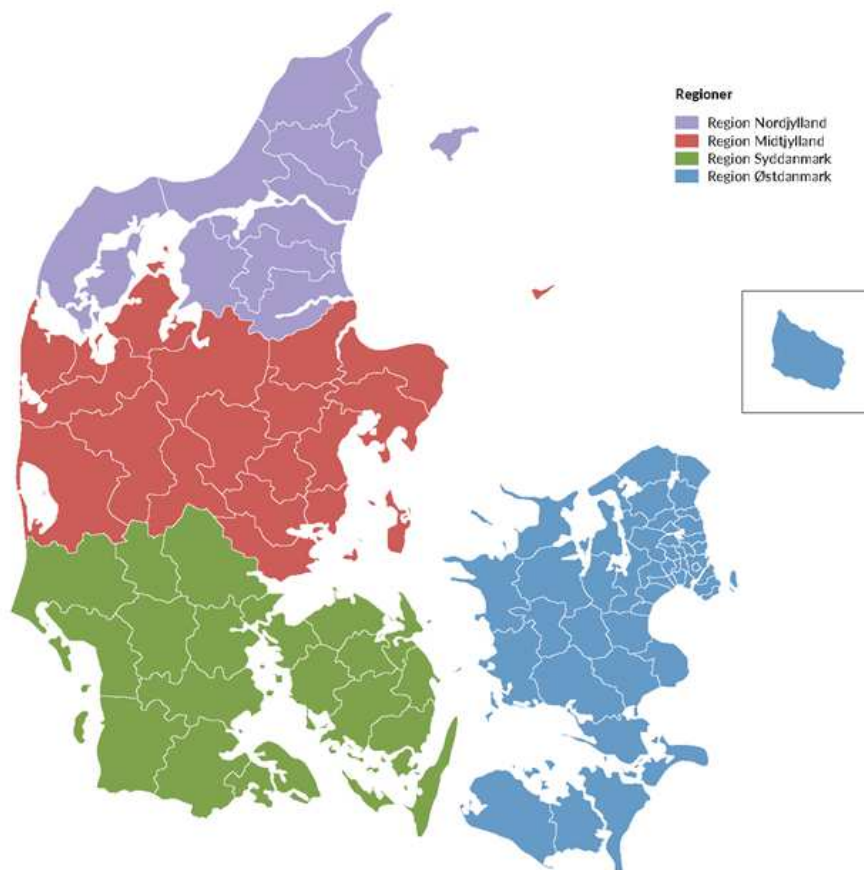 Regioner
Region Nordjylland
Region Midtjylland
Region Syddanmark
Region Østdanmark